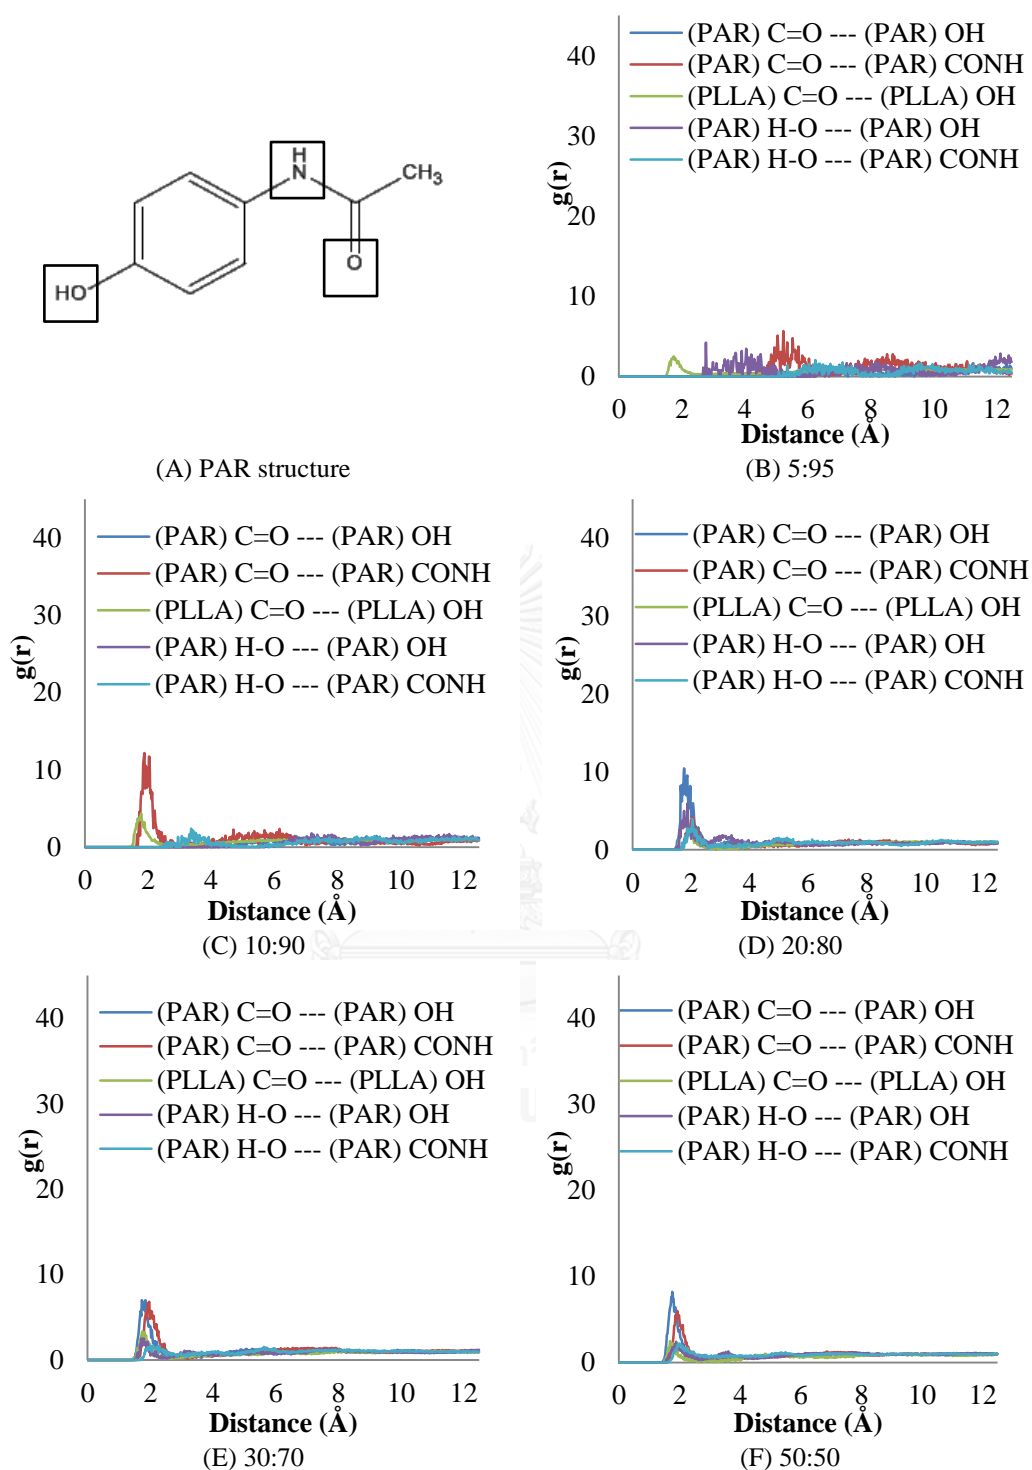 H
N
CH3
O
HO
(A) PAR structure
(PAR) C=O --- (PAR) OH
(PAR) C=O --- (PAR) CONH
(PLLA) C=O --- (PLLA) OH
(PAR) H-O --- (PAR) OH
(PAR) H-O --- (PAR) CONH
40
30
20
10
0
g(r)
0 2 4 6 8 10 12
Distance (Å)
(B) 5:95
(PAR) C=O --- (PAR) OH
(PAR) C=O --- (PAR) CONH
(PLLA) C=O --- (PLLA) OH
(PAR) H-O --- (PAR) OH
(PAR) H-O --- (PAR) CONH
40
30
20
10
0
g(r)
0 2 4 6 8 10 12
Distance (Å)
(C) 10:90
(PAR) C=O --- (PAR) OH
(PAR) C=O --- (PAR) CONH
(PLLA) C=O --- (PLLA) OH
(PAR) H-O --- (PAR) OH
(PAR) H-O --- (PAR) CONH
40
30
20
10
0
g(r)
0 2 4 6 8 10 12
Distance (Å)
(D) 20:80
(PAR) C=O --- (PAR) OH
(PAR) C=O --- (PAR) CONH
(PLLA) C=O --- (PLLA) OH
(PAR) H-O --- (PAR) OH
(PAR) H-O --- (PAR) CONH
40
30
20
10
0
g(r)
0 2 4 6 8 10 12
Distance (Å)
(E) 30:70
(PAR) C=O --- (PAR) OH
(PAR) C=O --- (PAR) CONH
(PLLA) C=O --- (PLLA) OH
(PAR) H-O --- (PAR) OH
(PAR) H-O --- (PAR) CONH
40
30
20
10
0
g(r)
0 2 4 6 8 10 12
Distance (Å)
(F) 50:50